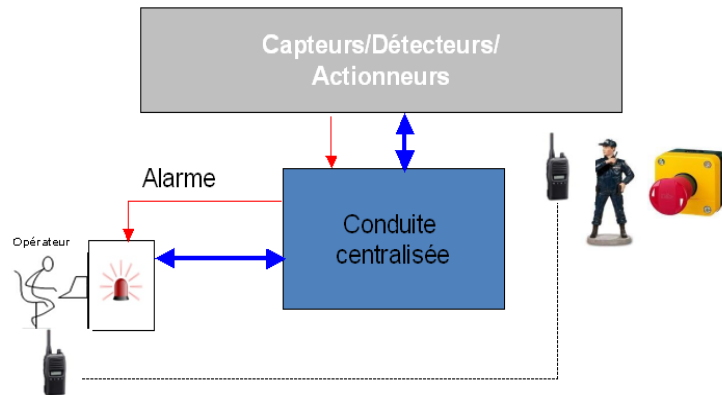 Capteurs/Détecteurs/
Actionneurs
Alarme
Conduite
centralisée
Opérateur